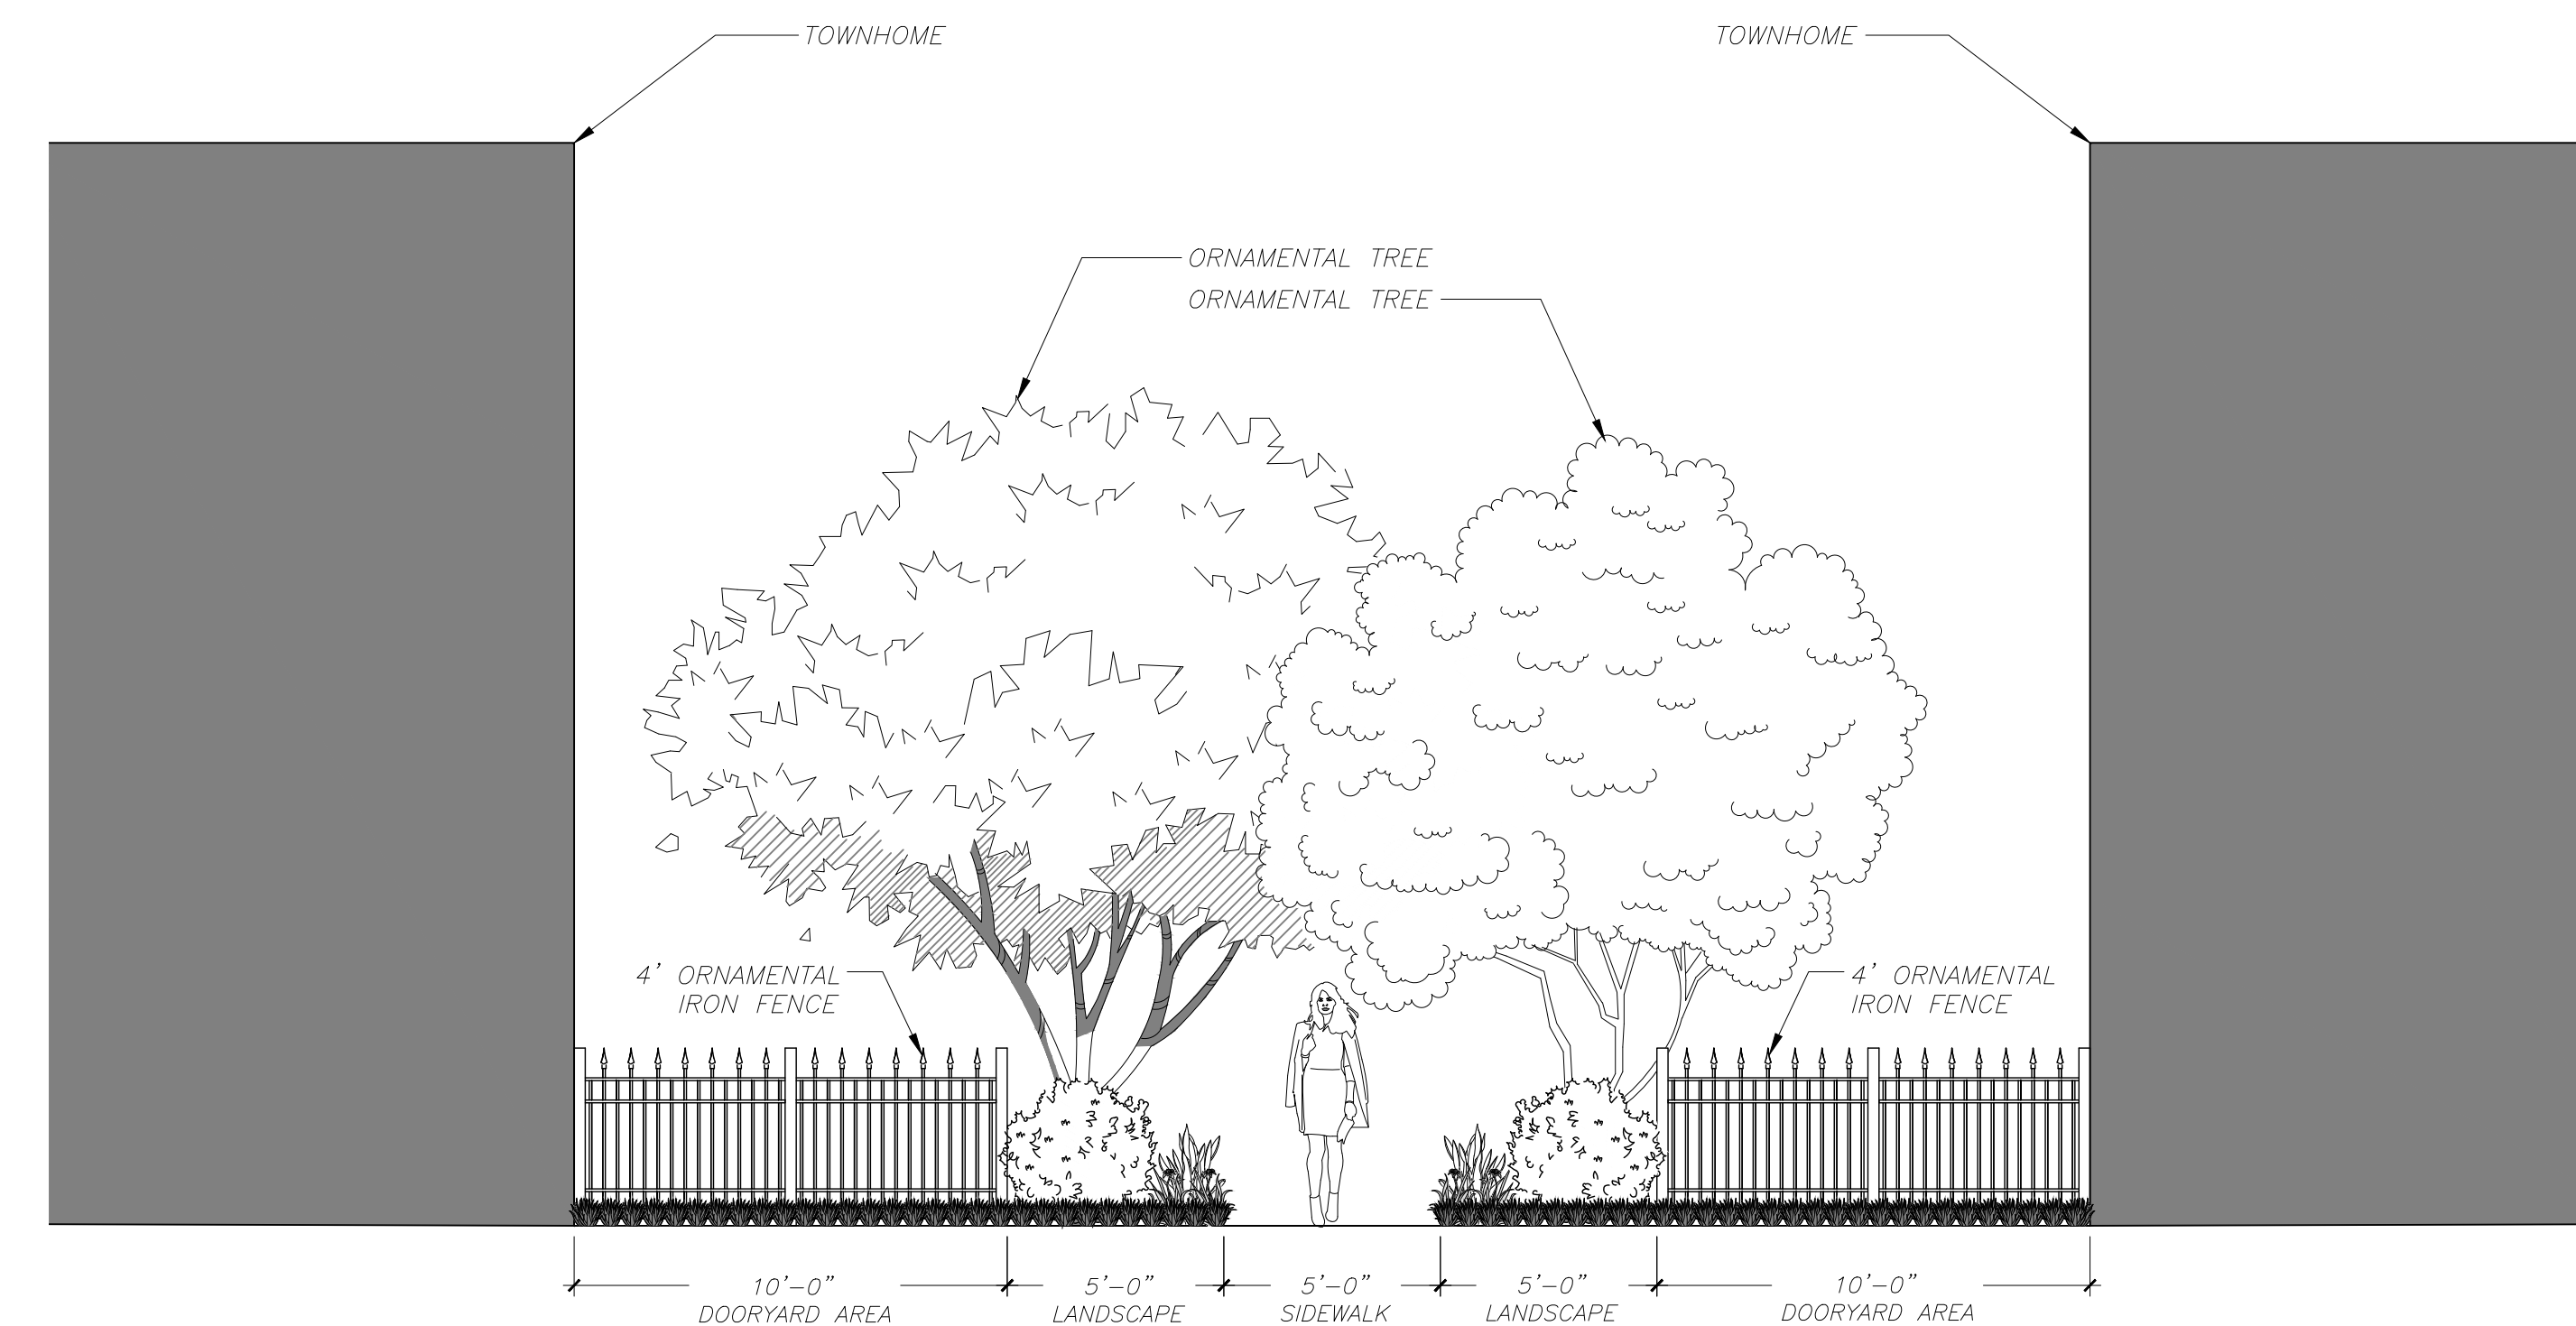 TOWNHOME
TOWNHOME
ORNAMENTAL TREE
ORNAMENTAL TREE
4' ORNAMENTAL
IRON FENCE
4' ORNAMENTAL
IRON FENCE
10'-0"
DOORYARD AREA
5'-0"
LANDSCAPE
5'-0"
SIDEWALK
5'-0"
LANDSCAPE
10'-0"
DOORYARD AREA